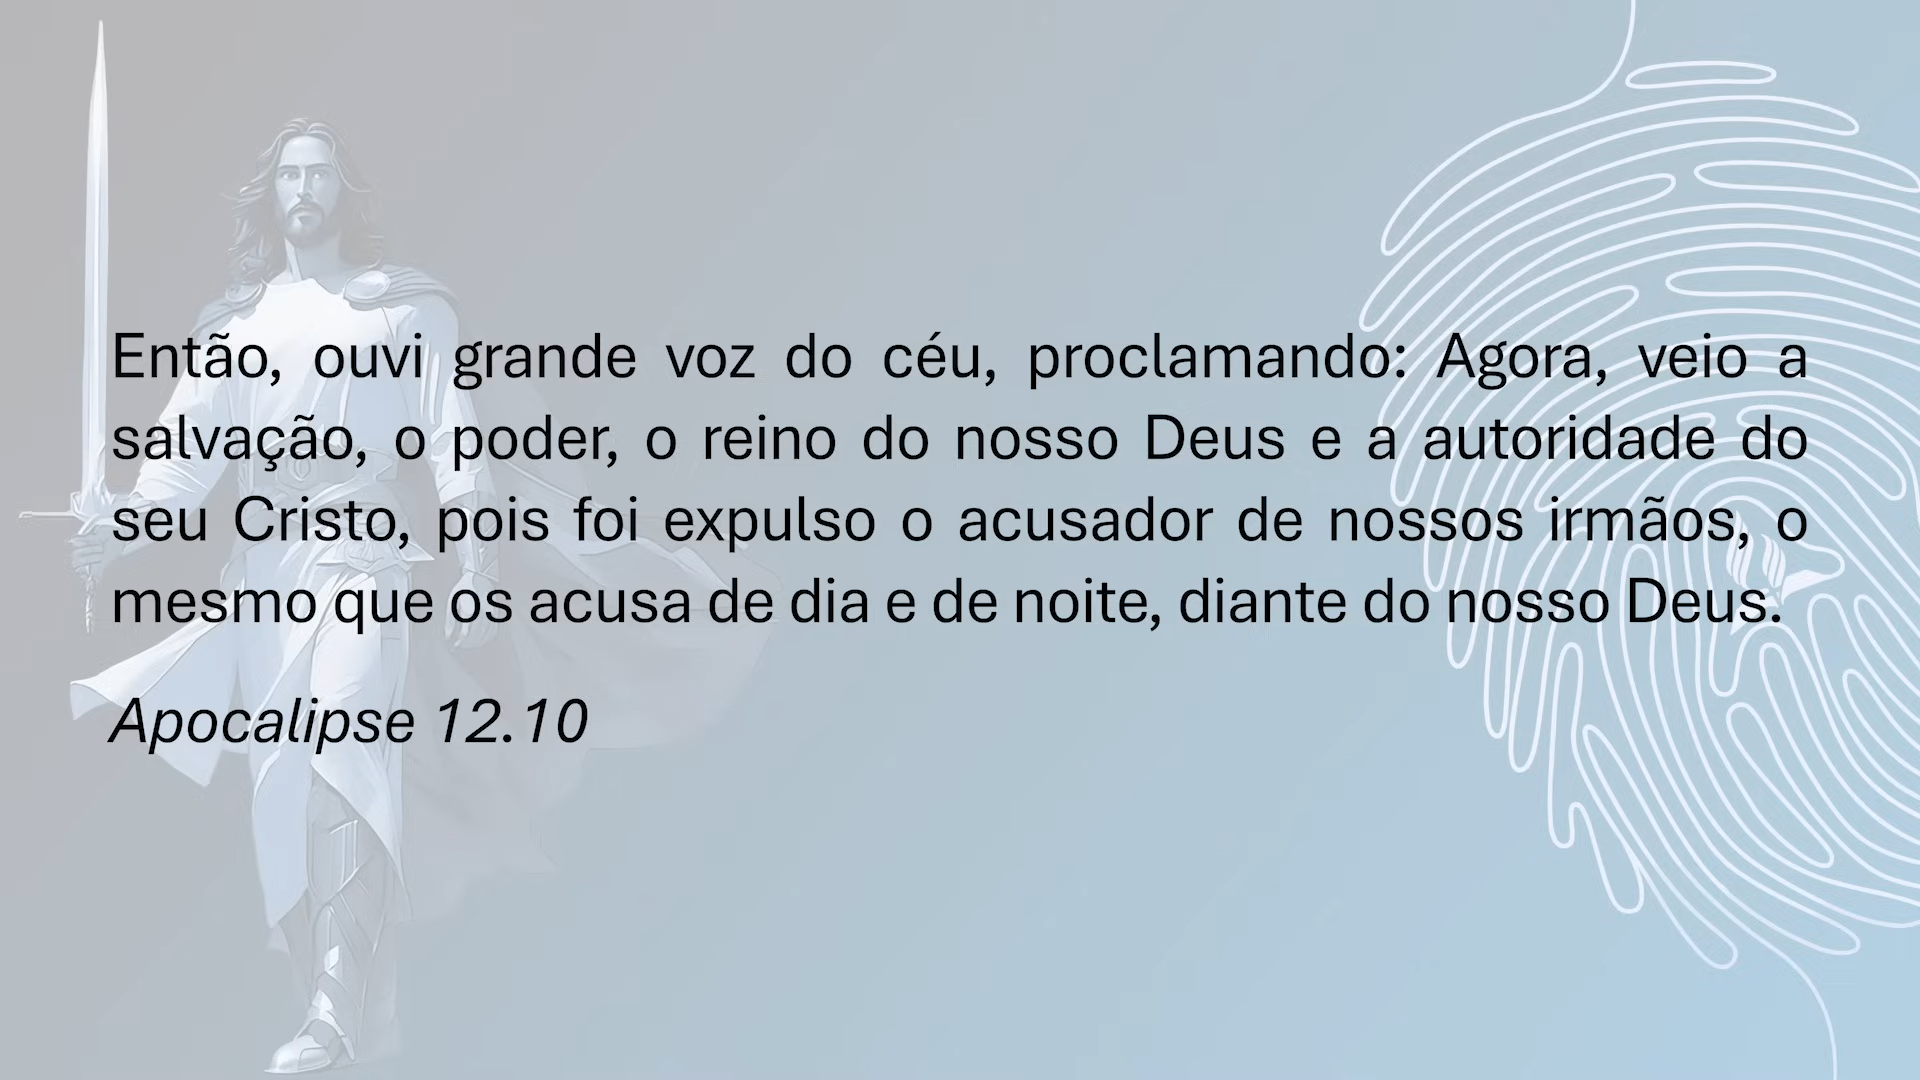 Então, ouvi grande voz do céu, proclamando: Agora, veio a
salvação, o poder, o reino do nosso Deus e a autoridade do
seu Cristo, pois foi expulso o acusador de nossos irmãos, o
mesmo que os acusa de dia e de noite, diante do nosso Deus.
Apocalipse 12.10